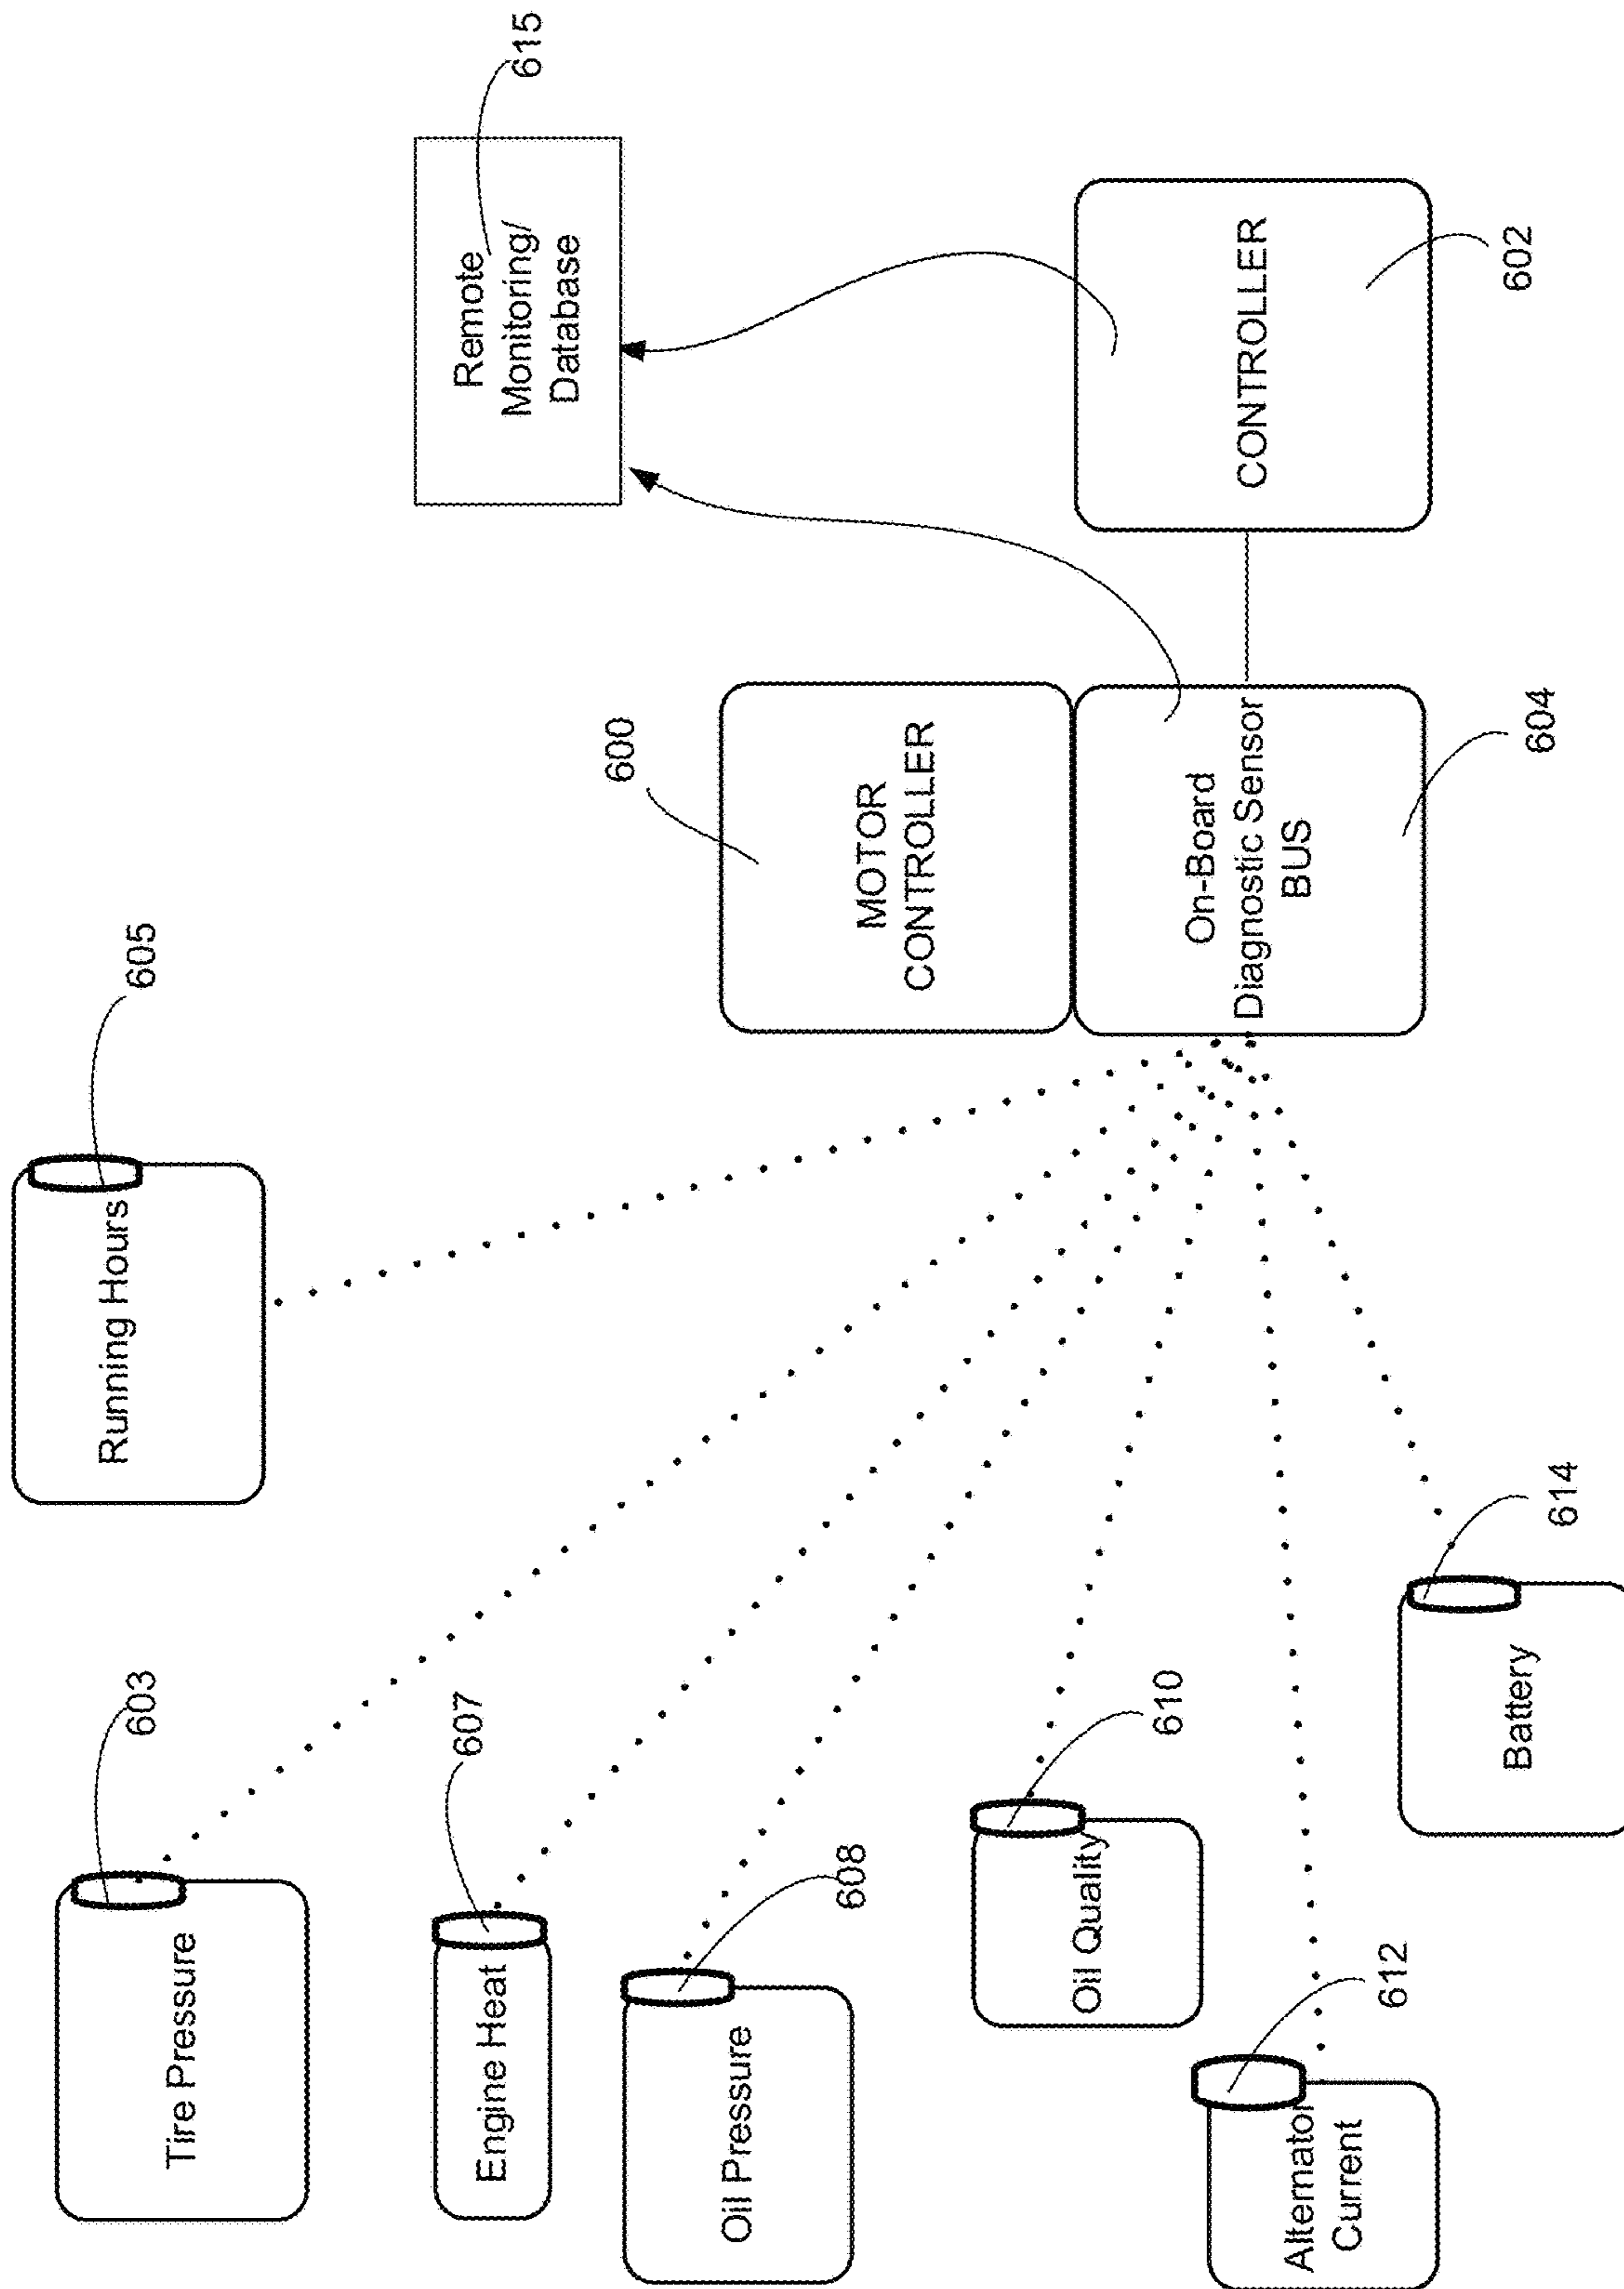 Tire Pressure
603
Engine Heat
607
Oil Pressure
608
Oil Quality
610
Alternator
Current
612
Battery
614
Running Hours
605
600
MOTOR
CONTROLLER
On-Board
Diagnostic Sensor
BUS
604
Remote
Monitoring/
Database
615
CONTROLLER
602